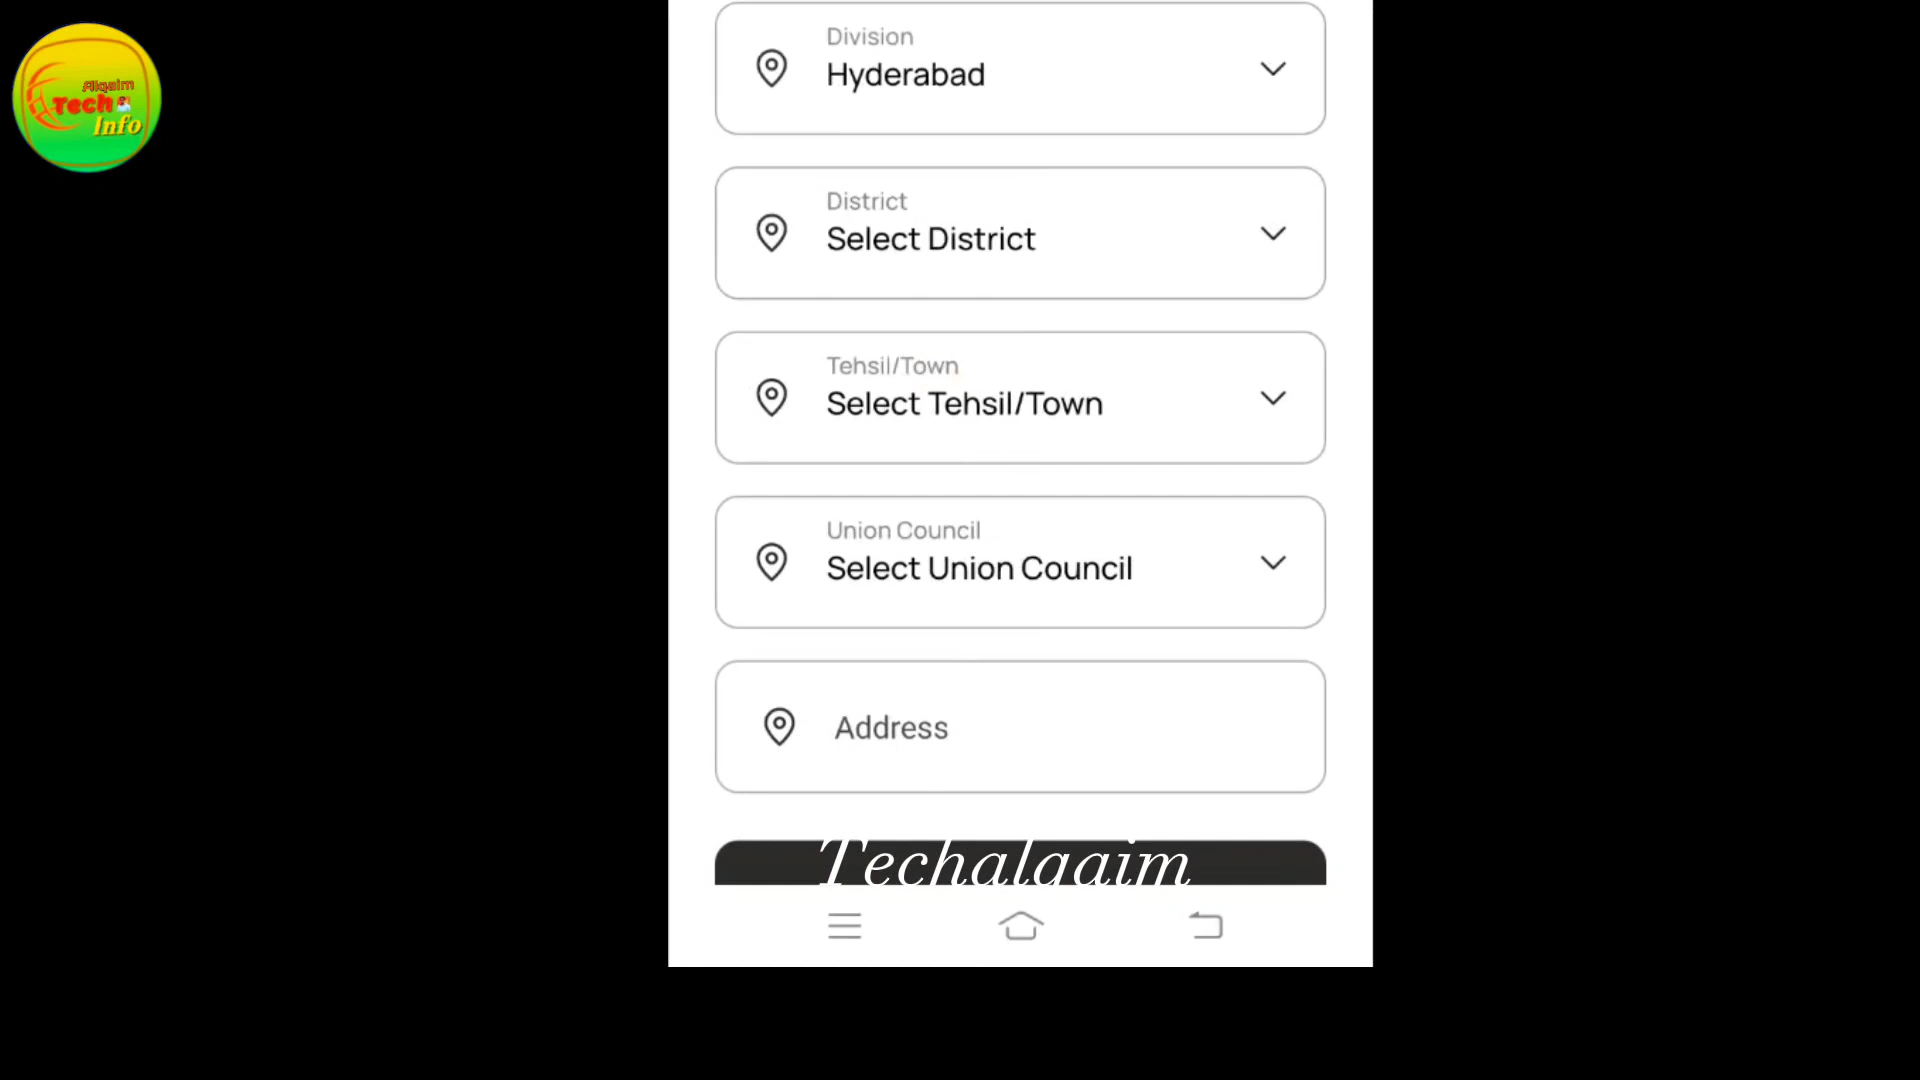 Alqaim
Tech
Info
Division
Hyderabad
District
Select District
Tehsil/Town
Select Tehsil/Town
Union Council
Select Union Council
Address
Techalqaim